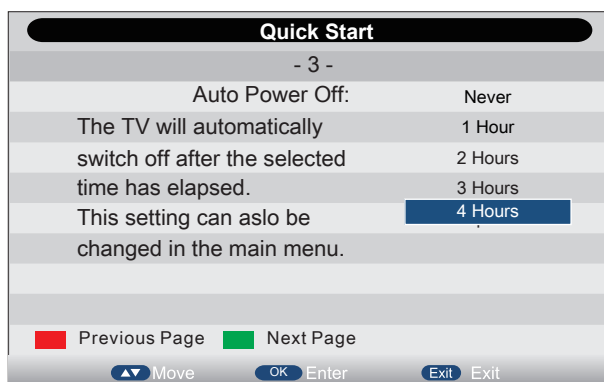 Quick Start
- 3 -
Auto Power Off:
Never
The TV will automatically
1 Hour
switch off after the selected
2 Hours
time has elapsed.
3 Hours
This setting can aslo be
4 Hours
changed in the main menu.
Previous Page Next Page
Move OK Enter Exit Exit